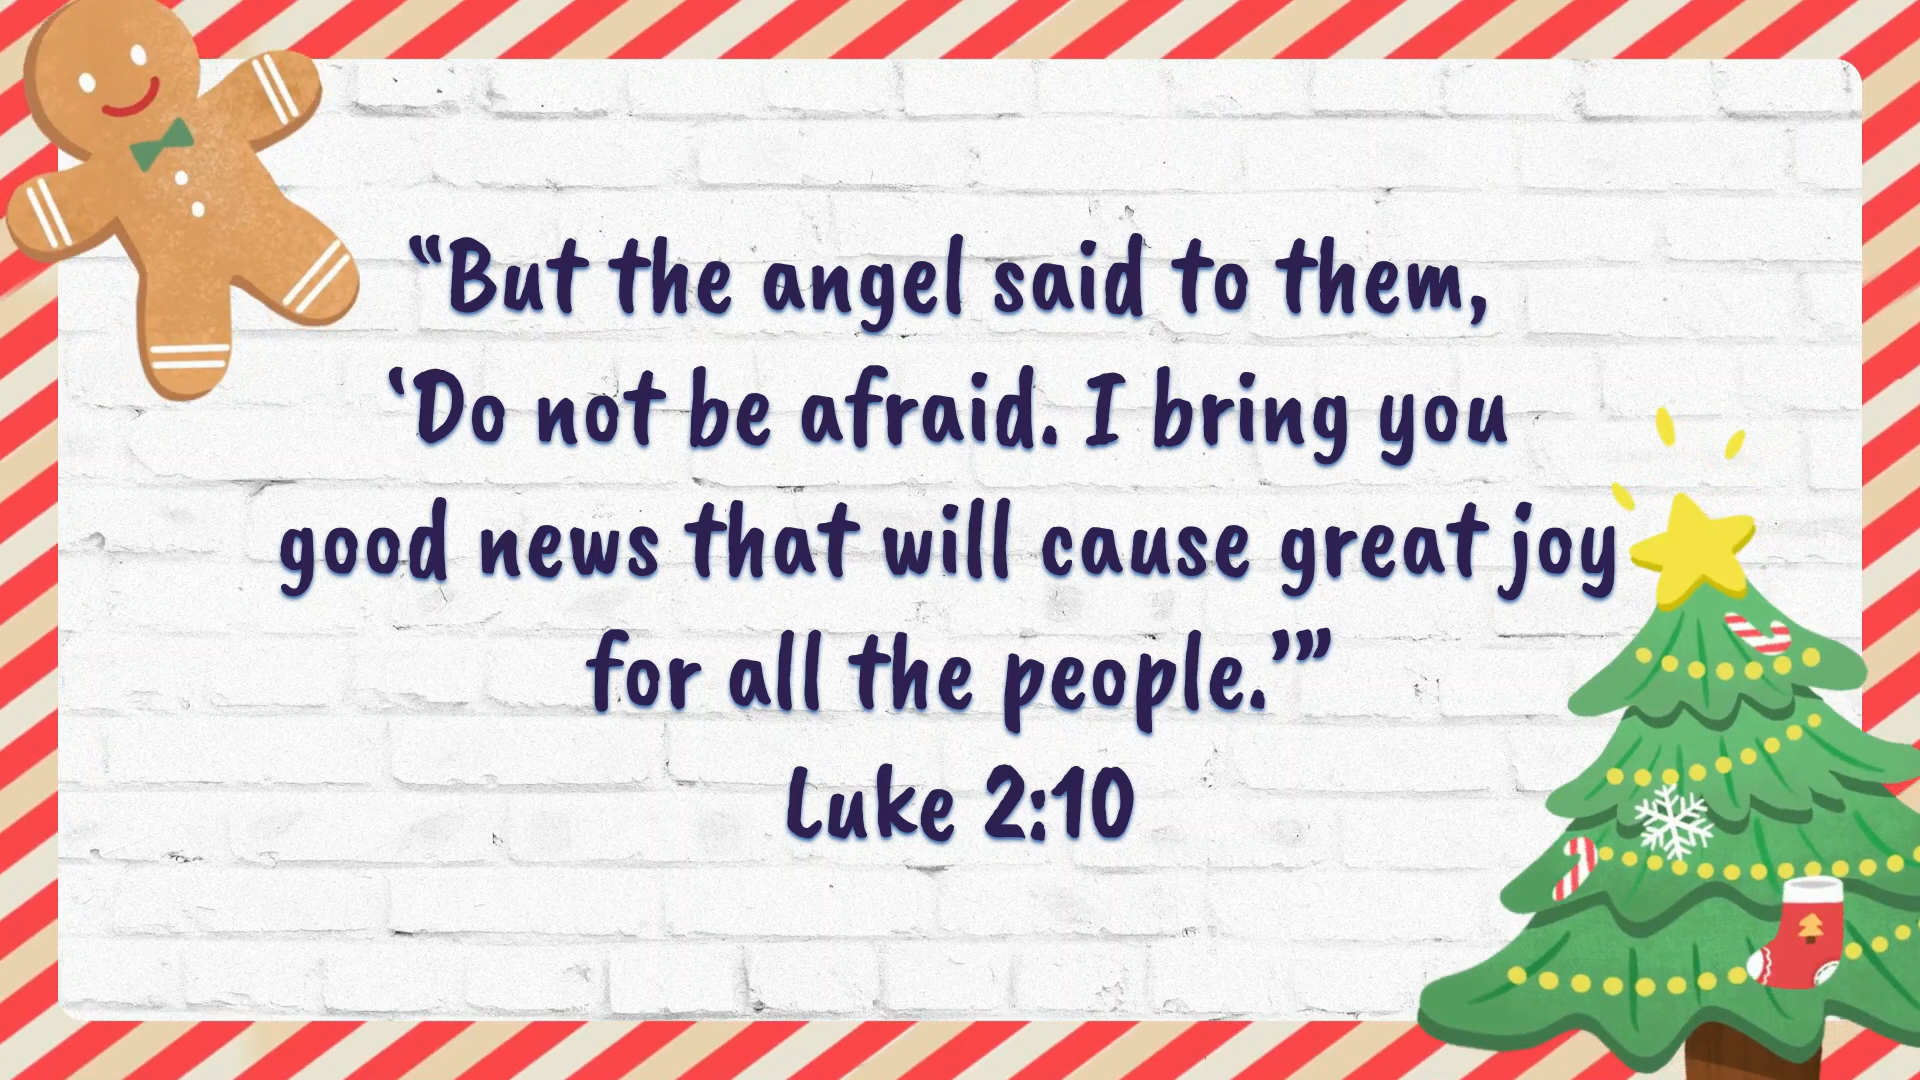 “But the angel said to them,
‘Do not be afraid. I bring you
good news that will cause great joy
for all the people.’”
Luke 2:10